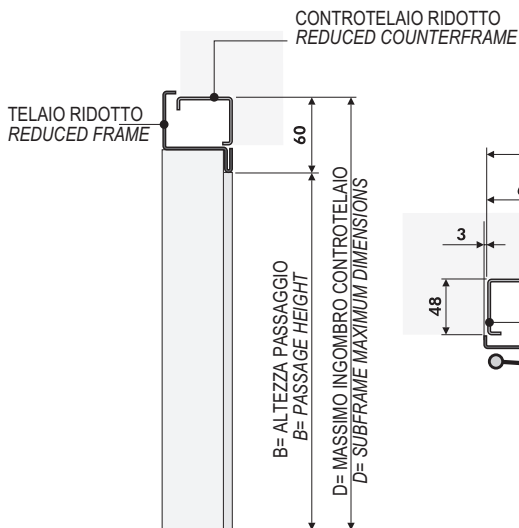 CONTROTELAIO RIDOTTO
REDUCED COUNTERFRAME
TELAIO RIDOTTO
REDUCED FRAME
60
B= ALTEZZA PASSAGGIO
B= PASSAGE HEIGHT
D= MASSIMO INGOMBRO CONTROTELAIO
D= SUBFRAME MAXIMUM DIMENSIONS
3
48